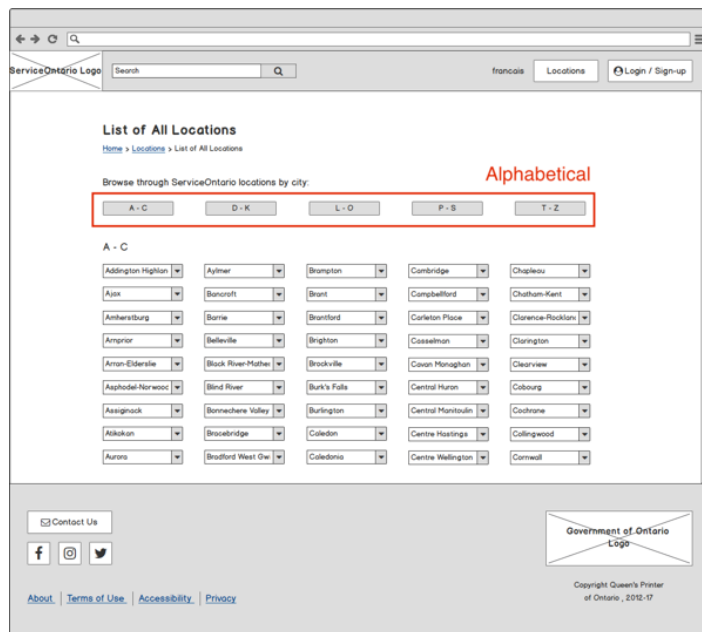 ServiceOntario Logo Search francais Locations Login / Sign-up
List of All Locations
Home > Locations > List of All Locations
Alphabetical
Browse through ServiceOntario locations by city:
A - C D - K L - O P - S T - Z
A - C
Addington Highlan Aylmer Brampton Cambridge Chapleau
Ajax Bancroft Brant Campbellford Chatham-Kent
Amherstburg Barrie Brantford Carleton Place Clarence-Rocklan
Arnprior Belleville Brighton Casselman Clarington
Arran-Elderslie Black River-Mathe Brockville Cavan Monaghan Clearview
Asphodel-Norwood Blind River Burk's Falls Central Huron Cobourg
Assiginack Bonnechere Valley Burlington Central Manitoulin Cochrane
Atikokan Bracebridge Caledon Centre Hastings Collingwood
Aurora Bradford West Gw Caledonia Centre Wellington Cornwall
Contact Us
Government of Ontario
Logo
Copyright Queen's Printer
of Ontario , 2012-17
About Terms of Use Accessibility Privacy